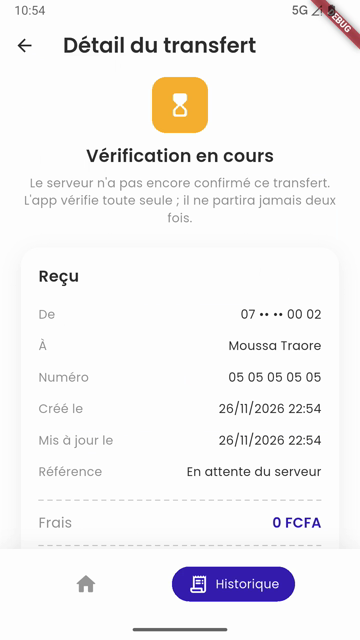 10:54
5G
DEBUG
Détail du transfert
Vérification en cours
Le serveur n'a pas encore confirmé ce transfert.
L'app vérifie toute seule ; il ne partira jamais deux
fois.
Reçu
De 07 •• •• 00 02
À Moussa Traore
Numéro 05 05 05 05 05
Créé le 26/11/2026 22:54
Mis à jour le 26/11/2026 22:54
Référence En attente du serveur
Frais 0 FCFA
Historique